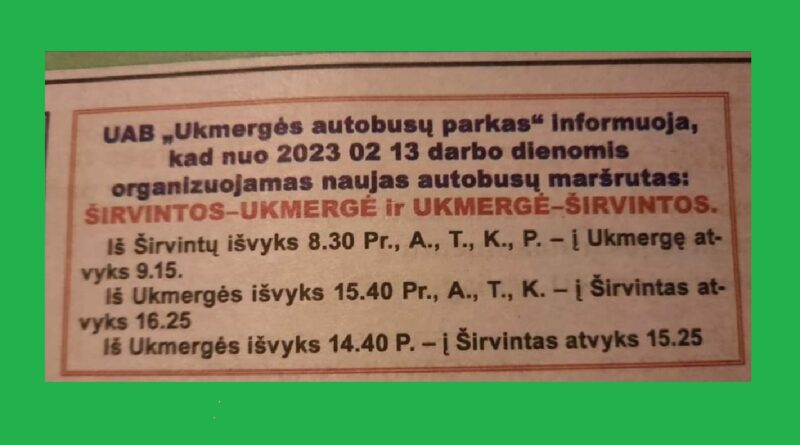 UAB „Ukmergės autobusų parkas“ informuoja,
kad nuo 2023 02 13 darbo dienomis
organizuojamas naujas autobusų maršrutas:
ŠIRVINTOS–UKMERGĖ ir UKMERGĖ–ŠIRVINTOS.
Iš Širvintų išvyks 8.30 Pr., A., T., K., P. – į Ukmergę at-
vyks 9.15.
Iš Ukmergės išvyks 15.40 Pr., A., T., K. – į Širvintas at-
vyks 16.25
Iš Ukmergės išvyks 14.40 P. – į Širvintas atvyks 15.25